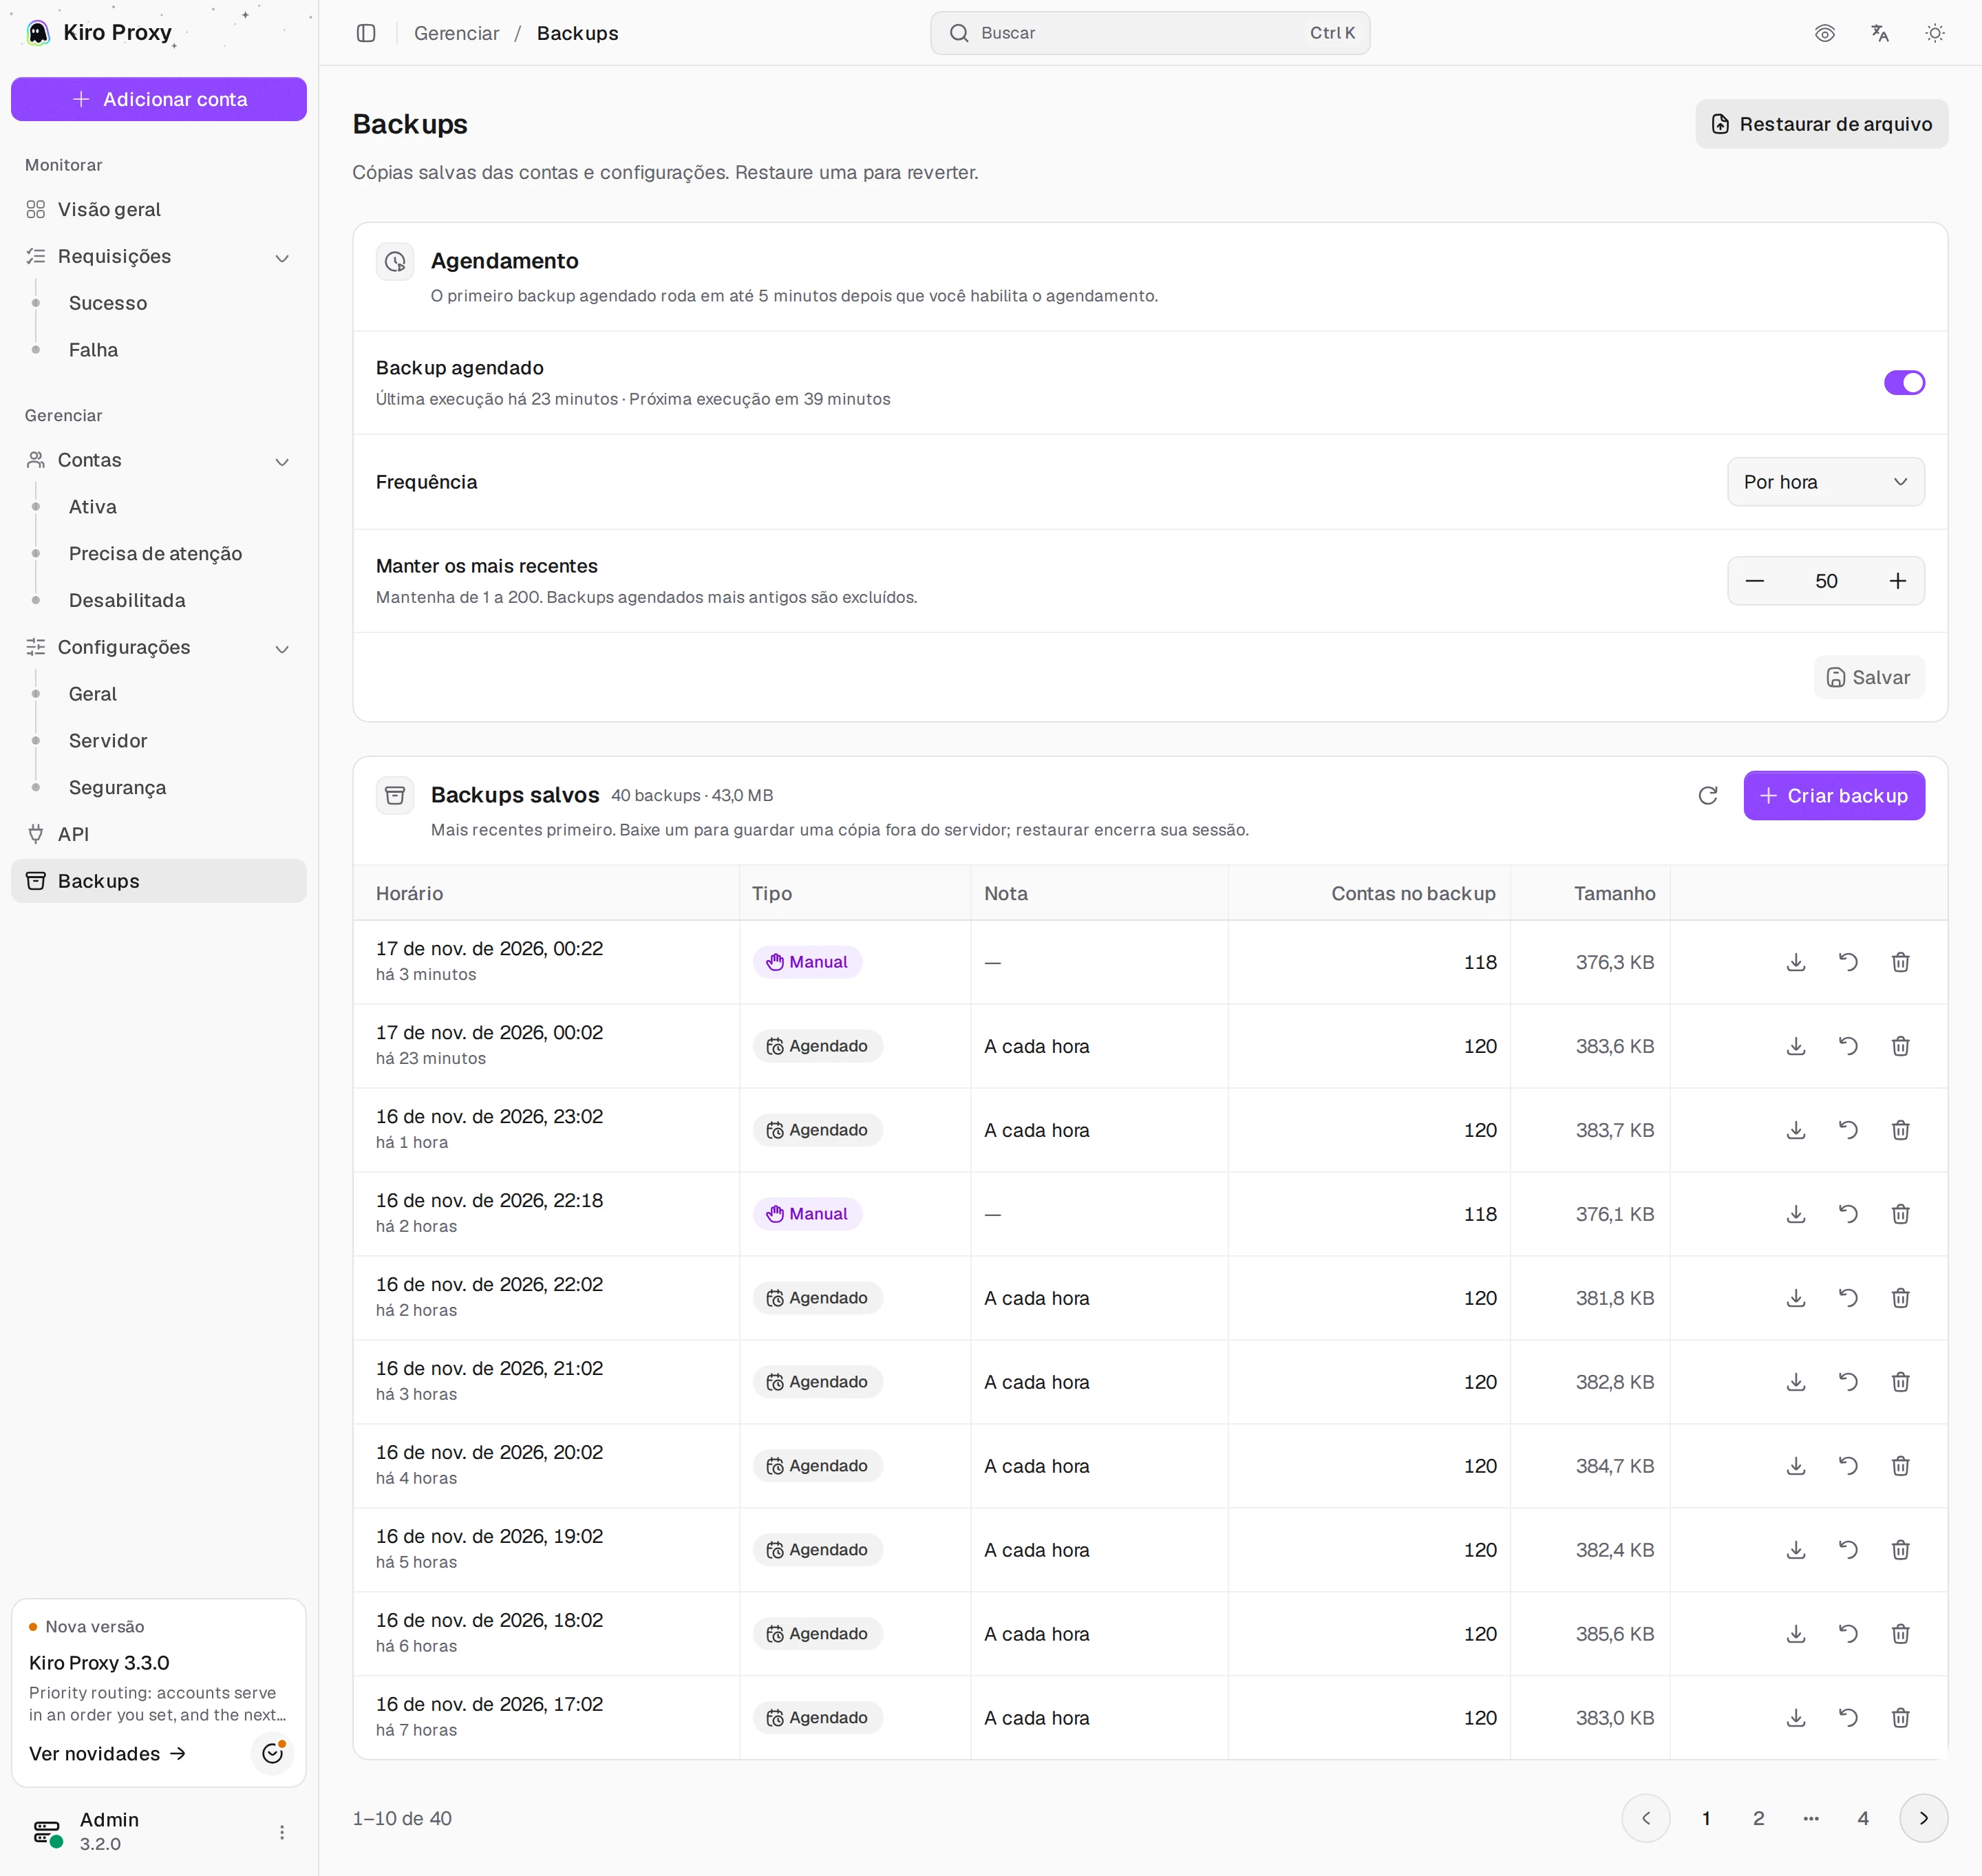 Kiro Proxy
Adicionar conta
Monitorar
Visão geral
Requisições
Sucesso
Falha
Gerenciar
Contas
Ativa
Precisa de atenção
Desabilitada
Configurações
Geral
Servidor
Segurança
API
Backups
Nova versão
Kiro Proxy 3.3.0
Priority routing: accounts serve
in an order you set, and the next...
Ver novidades
Admin
3.2.0
Gerenciar / Backups
Buscar Ctrl K
Backups
Restaurar de arquivo
Cópias salvas das contas e configurações. Restaure uma para reverter.
Agendamento
O primeiro backup agendado roda em até 5 minutos depois que você habilita o agendamento.
Backup agendado
Última execução há 23 minutos · Próxima execução em 39 minutos
Frequência
Por hora
Manter os mais recentes
Mantenha de 1 a 200. Backups agendados mais antigos são excluídos.
50
Salvar
Backups salvos 40 backups · 43,0 MB
Criar backup
Mais recentes primeiro. Baixe um para guardar uma cópia fora do servidor; restaurar encerra sua sessão.
Horário Tipo Nota Contas no backup Tamanho
17 de nov. de 2026, 00:22
há 3 minutos
Manual — 118 376,3 KB
17 de nov. de 2026, 00:02
há 23 minutos
Agendado A cada hora 120 383,6 KB
16 de nov. de 2026, 23:02
há 1 hora
Agendado A cada hora 120 383,7 KB
16 de nov. de 2026, 22:18
há 2 horas
Manual — 118 376,1 KB
16 de nov. de 2026, 22:02
há 2 horas
Agendado A cada hora 120 381,8 KB
16 de nov. de 2026, 21:02
há 3 horas
Agendado A cada hora 120 382,8 KB
16 de nov. de 2026, 20:02
há 4 horas
Agendado A cada hora 120 384,7 KB
16 de nov. de 2026, 19:02
há 5 horas
Agendado A cada hora 120 382,4 KB
16 de nov. de 2026, 18:02
há 6 horas
Agendado A cada hora 120 385,6 KB
16 de nov. de 2026, 17:02
há 7 horas
Agendado A cada hora 120 383,0 KB
1–10 de 40
1 2 ... 4